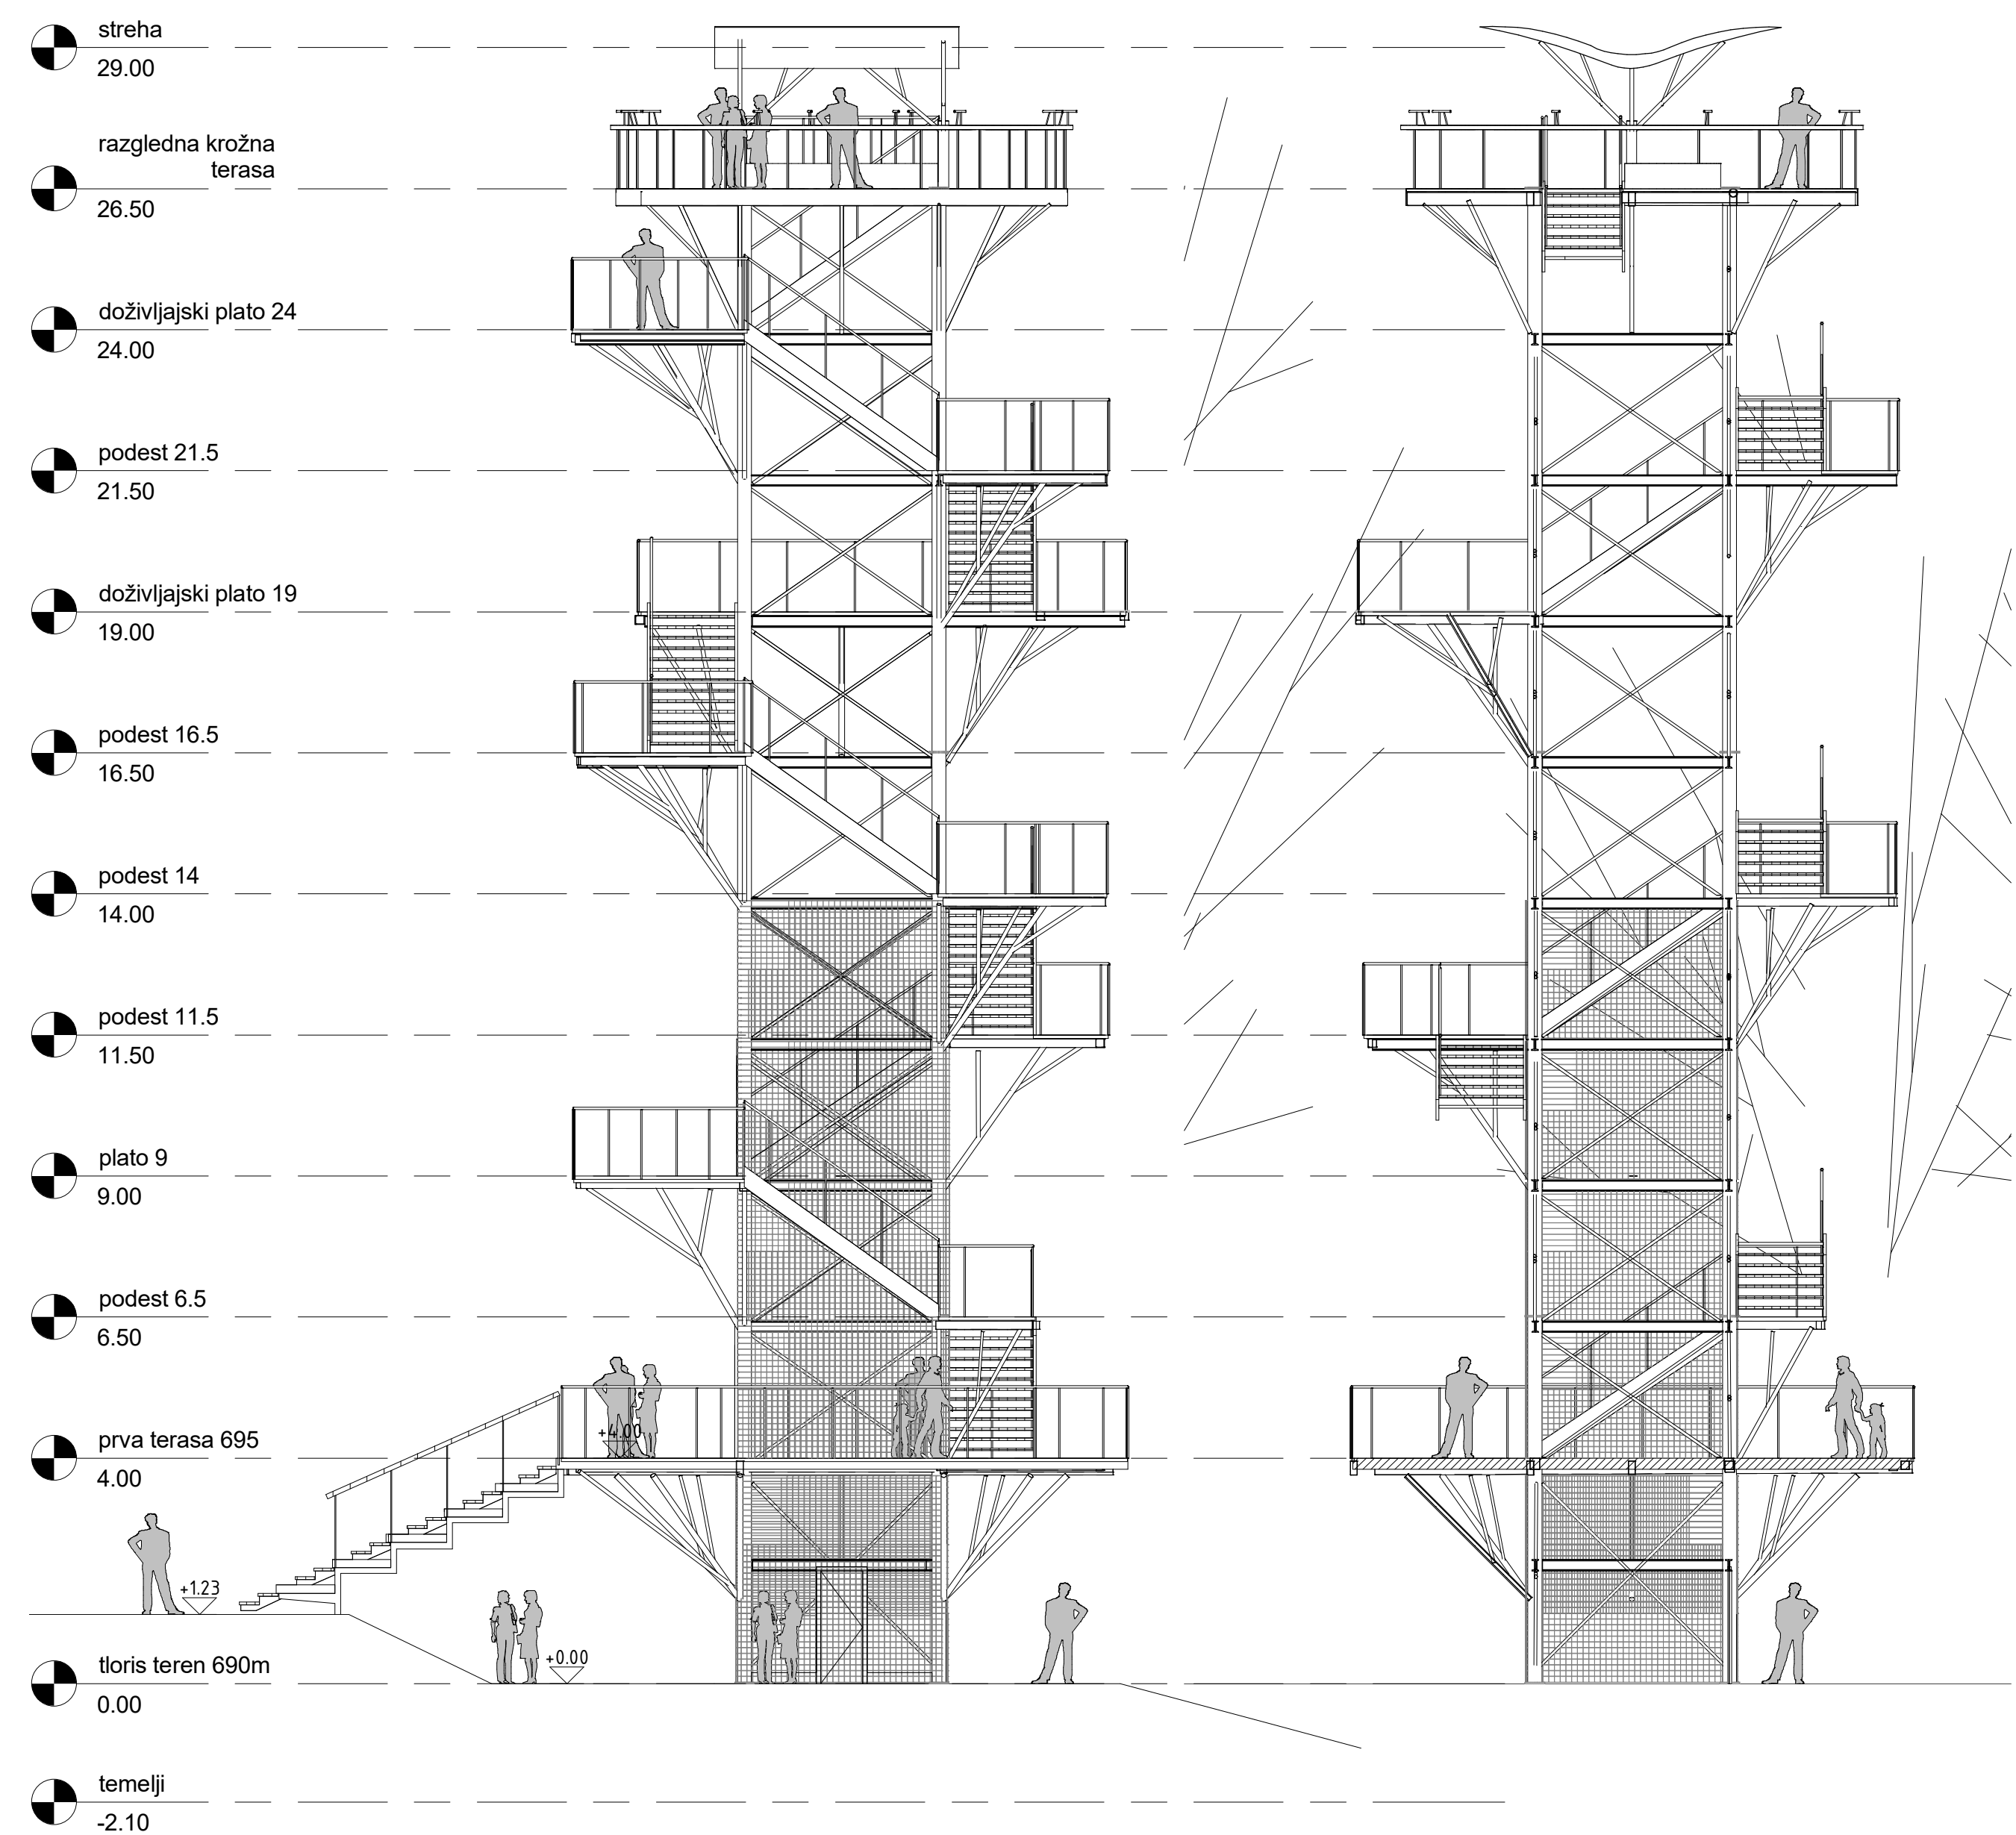 streha
29.00
razgledna krožna
terasa
26.50
doživljajski plato 24
24.00
podest 21.5
21.50
doživljajski plato 19
19.00
podest 16.5
16.50
podest 14
14.00
podest 11.5
11.50
plato 9
9.00
podest 6.5
6.50
+4.00
prva terasa 695
4.00
+1.23
+0.00
tloris teren 690m
0.00
temelji
-2.10